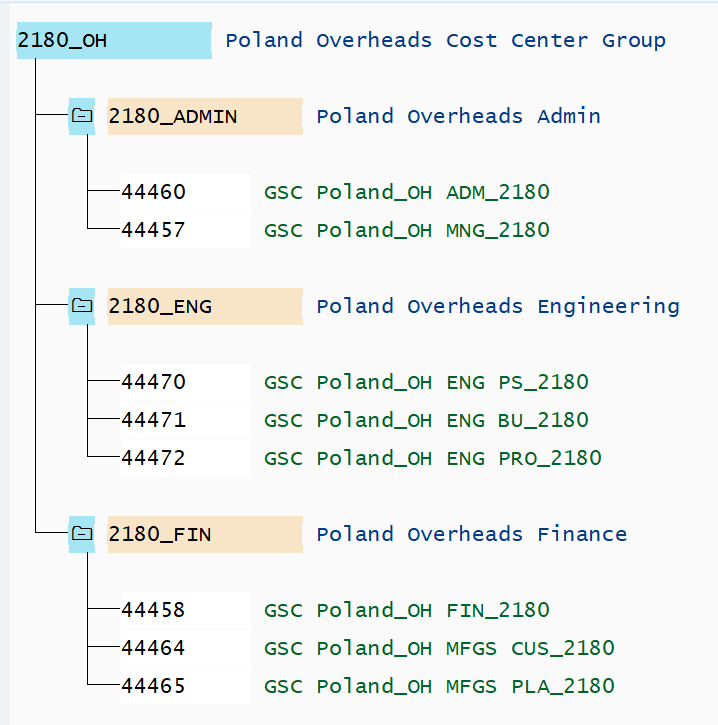 2180_OH Poland Overheads Cost Center Group
2180_ADMIN Poland Overheads Admin
44460 GSC Poland_OH ADM_2180
44457 GSC Poland_OH MNG_2180
2180_ENG Poland Overheads Engineering
44470 GSC Poland_OH ENG PS_2180
44471 GSC Poland_OH ENG BU_2180
44472 GSC Poland_OH ENG PRO_2180
2180_FIN Poland Overheads Finance
44458 GSC Poland_OH FIN_2180
44464 GSC Poland_OH MFGS CUS_2180
44465 GSC Poland_OH MFGS PLA_2180